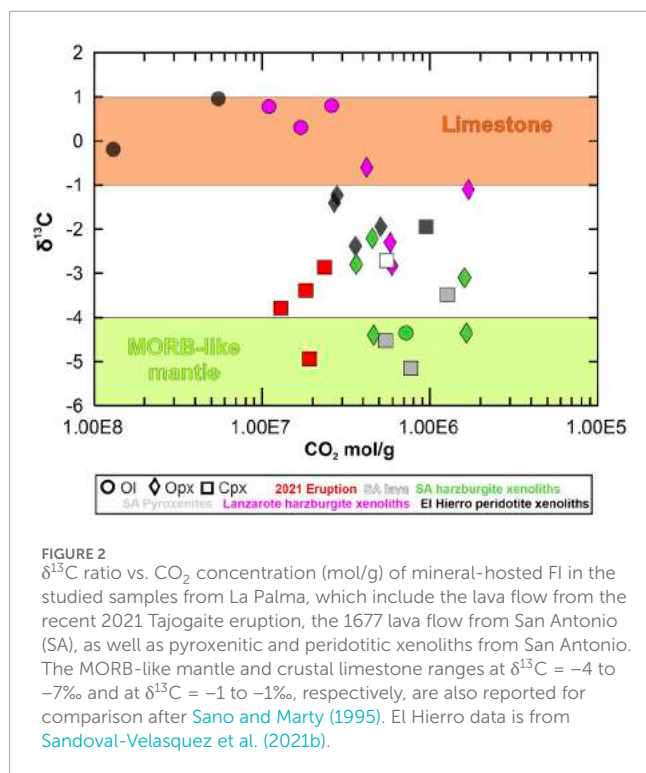 2
1
0
-1
-2
-3
-4
-5
-6
δ¹³C
Limestone
MORB-like
mantle
1.00E8 1.00E7 1.00E6 1.00E5
CO₂ mol/g
Ol Opx Cpx 2021 Eruption SA lava SA harzburgite xenoliths
SA Pyroxenites Lanzarote harzburgite xenoliths El Hierro peridotite xenoliths
FIGURE 2
δ¹³C ratio vs. CO₂ concentration (mol/g) of mineral-hosted FI in the
studied samples from La Palma, which include the lava flow from the
recent 2021 Tajogaite eruption, the 1677 lava flow from San Antonio
(SA), as well as pyroxenitic and peridotitic xenoliths from San Antonio.
The MORB-like mantle and crustal limestone ranges at δ¹³C = −4 to
−7‰ and at δ¹³C = −1 to −1‰, respectively, are also reported for
comparison after Sano and Marty (1995). El Hierro data is from
Sandoval-Velasquez et al. (2021b).